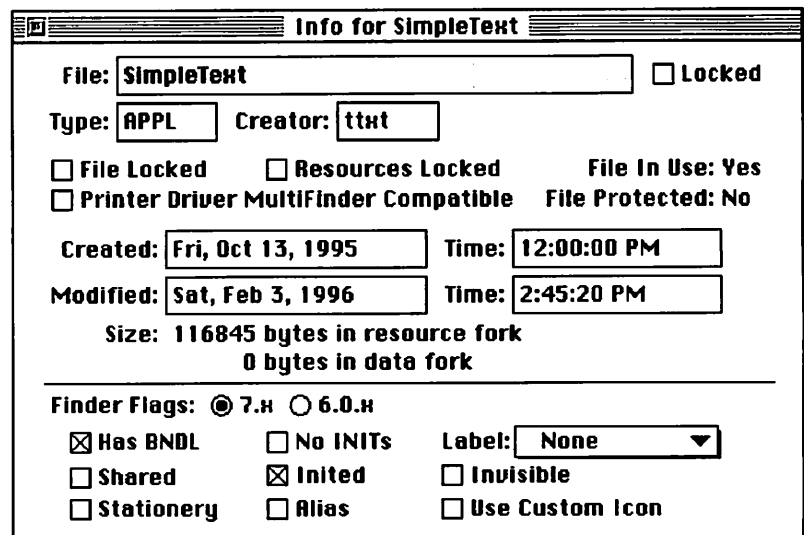 Info for SimpleText
File: SimpleText Locked
Type: APPL Creator: ttxt
File Locked Resources Locked File In Use: Yes
Printer Driver MultiFinder Compatible File Protected: No
Created: Fri, Oct 13, 1995 Time: 12:00:00 PM
Modified: Sat, Feb 3, 1996 Time: 2:45:20 PM
Size: 116845 bytes in resource fork
0 bytes in data fork
Finder Flags: 7.x 6.0.x
Has BNDL No INITs Label: None
Shared Inited Invisible
Stationery Alias Use Custom Icon